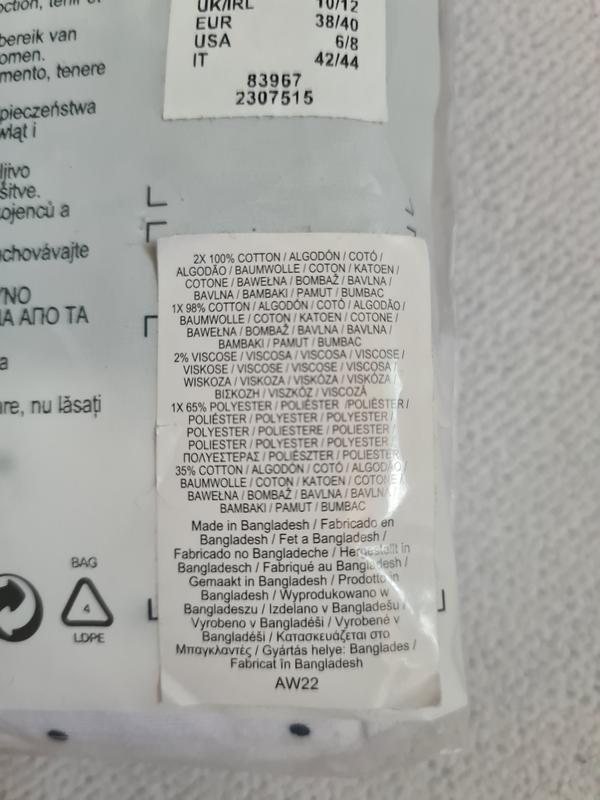 UK/IRL 10/12
EUR 38/40
USA 6/8
IT 42/44
83967
2307515
bereik van
omen.
mento, tenere
pieczeństwa
wląt i
šitve.
ojenců a
chovávajte
ΙΑ ΑΠΟ ΤΑ
a
are, nu lăsați
BAG
4
LDPE
2X 100% COTTON / ALGODÓN / COTÓ /
ALGODÃO / BAUMWOLLE / COTON / KATOEN /
COTONE / BAWEŁNA / BOMBAŽ / BAVLNA /
BAVLNA / BAMBAKI / PAMUT / BUMBAC
1X 98% COTTON / ALGODÓN / COTÓ / ALGODÃO /
BAUMWOLLE / COTON / KATOEN / COTONE /
BAWEŁNA / BOMBAŽ / BAVLNA / BAVLNA /
BAMBAKI / PAMUT / BUMBAC
2% VISCOSE / VISCOSA / VISCOSA / VISCOSE /
VISKOSE / VISCOSE / VISCOSE / VISCOSA /
WISKOZA / VISKOZA / VISKÓZA / VISKÓZA /
ΒΙΣΚΟΖΗ / VISZKÓZ / VISCOZĂ
1X 65% POLYESTER / POLIÉSTER /POLIÈSTER /
POLIÉSTER / POLYESTER / POLYESTER /
POLYESTER / POLIESTERE / POLIESTER /
POLIESTER / POLYESTER / POLYESTER /
ΠΟΛΥΕΣΤΕΡΑΣ / POLIÉSZTER / POLIESTER
35% COTTON / ALGODÓN / COTÓ / ALGODÃO /
BAUMWOLLE / COTON / KATOEN / COTONE /
BAWEŁNA / BOMBAŽ / BAVLNA / BAVLNA /
BAMBAKI / PAMUT / BUMBAC
Made in Bangladesh / Fabricado en
Bangladesh / Fet a Bangladesh /
Fabricado no Bangladeche / Hergestellt in
Bangladesch / Fabriqué au Bangladesh /
Gemaakt in Bangladesh / Prodotto in
Bangladesh / Wyprodukowano w
Bangladeszu / Izdelano v Bangladešu /
Vyrobeno v Bangladéši / Vyrobené v
Bangladéši / Κατασκευάζεται στο
Μπαγκλαντές / Gyártás helye: Banglades /
Fabricat în Bangladesh
AW22